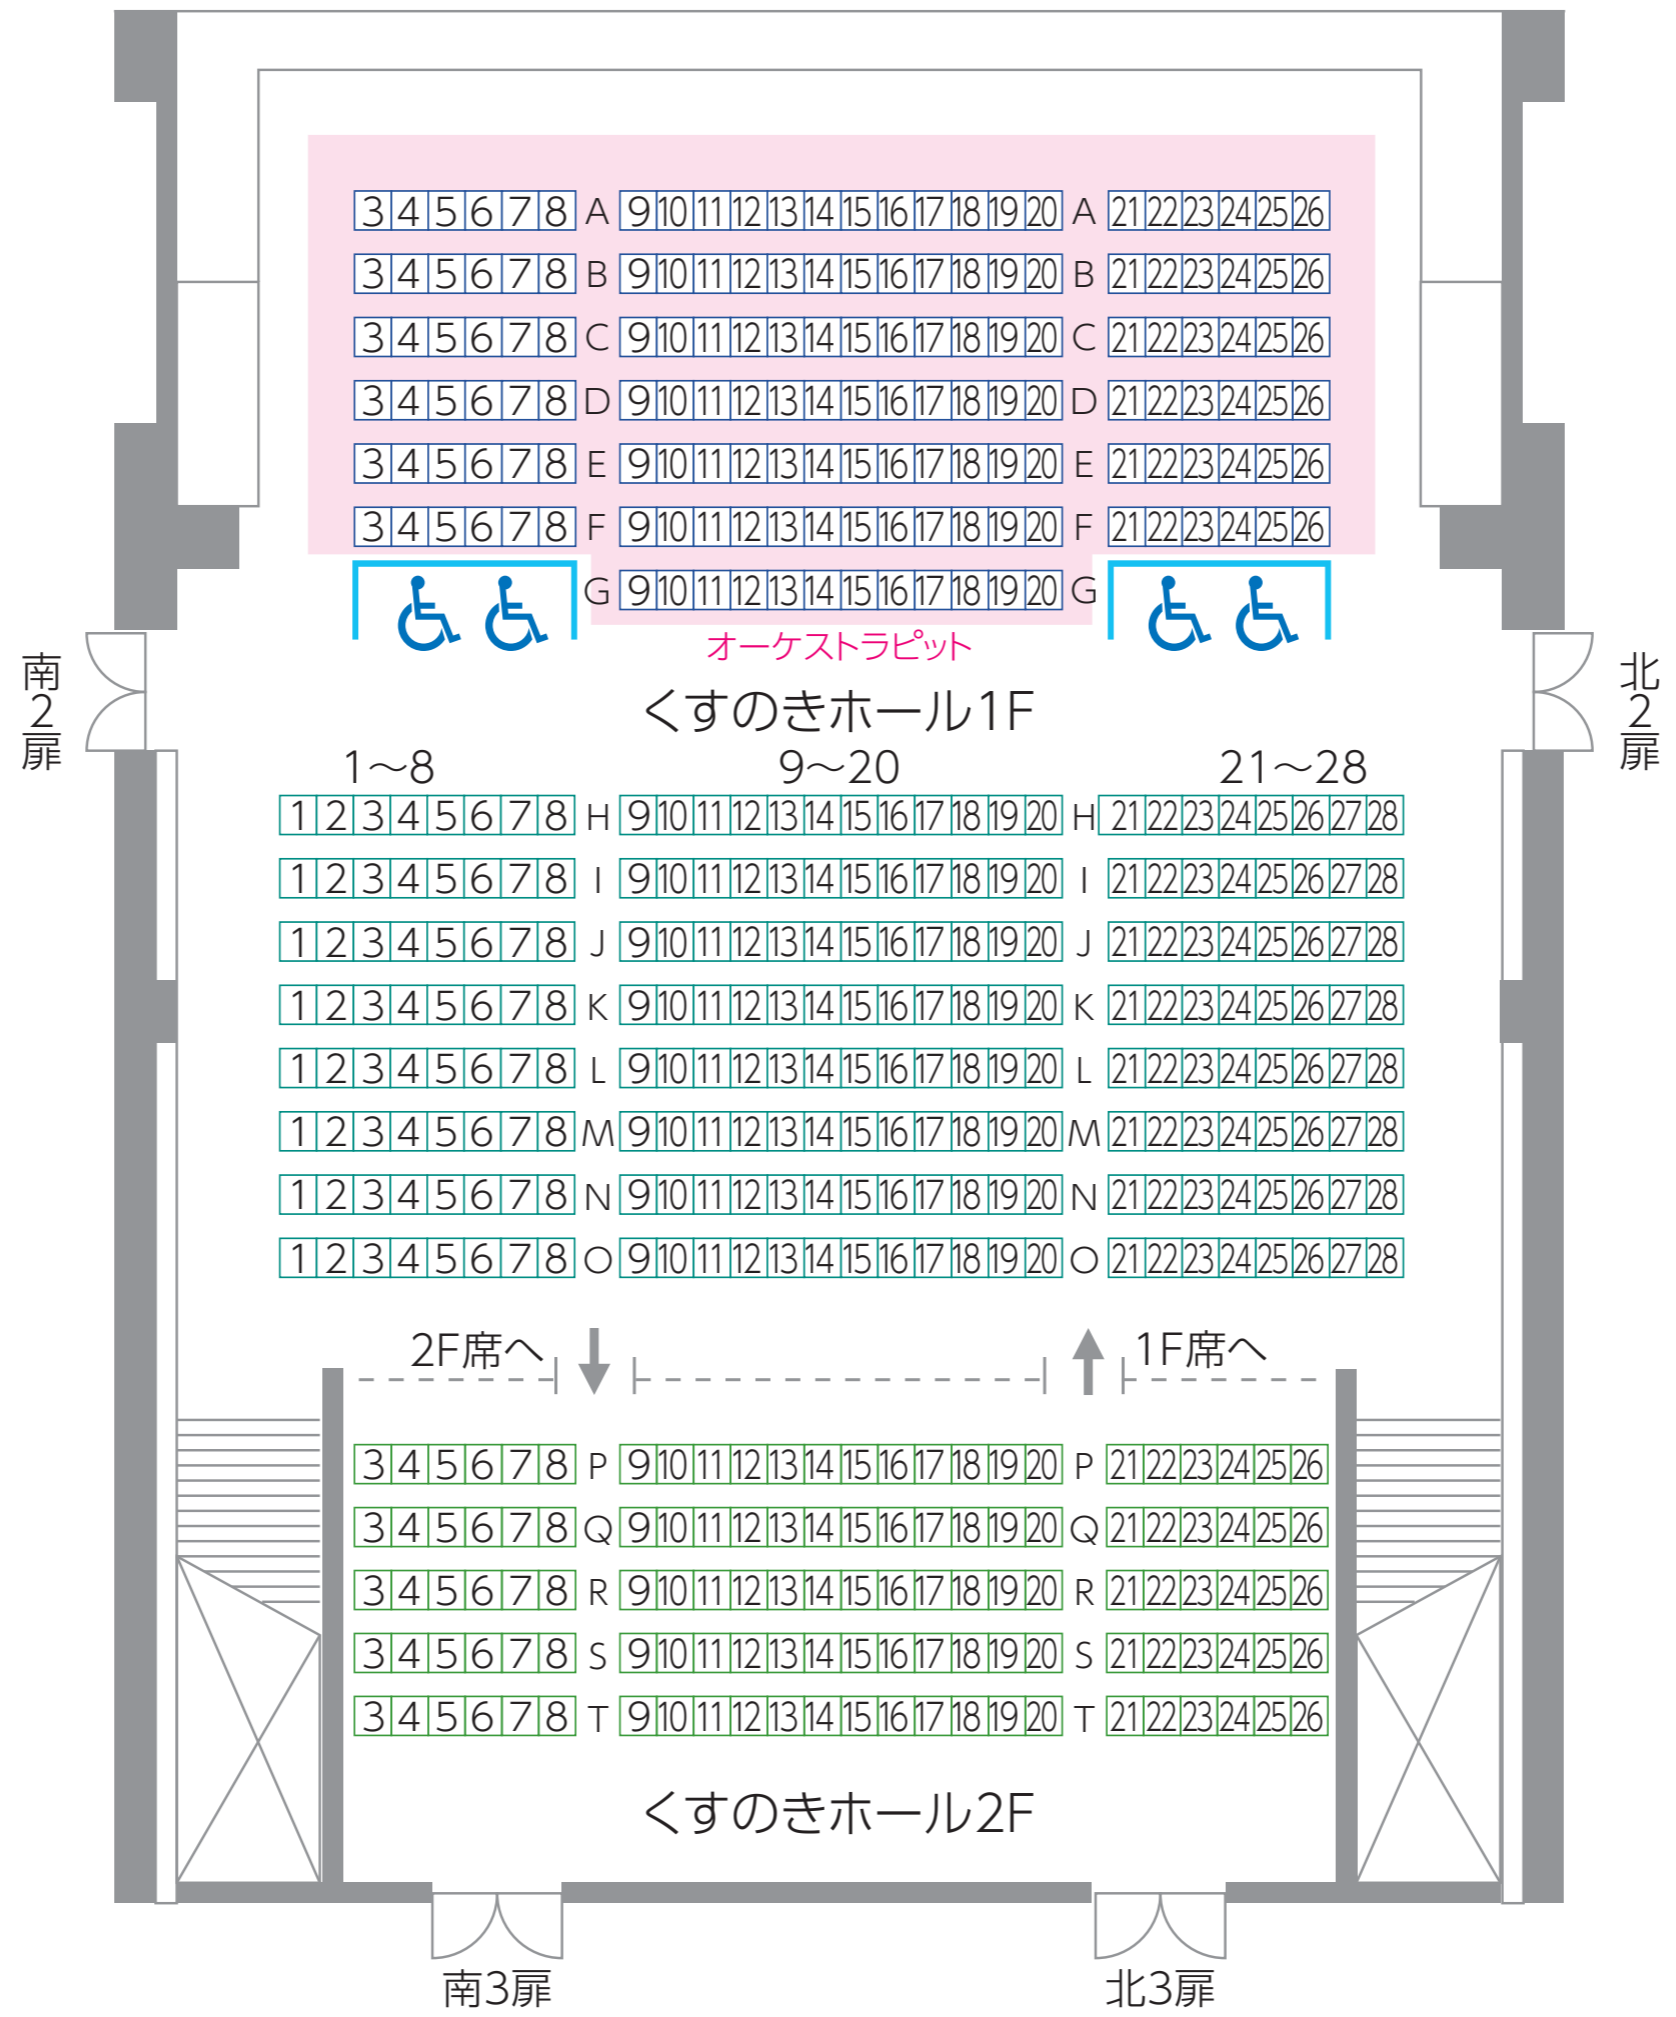 3 4 5 6 7 8 A 9 10 11 12 13 14 15 16 17 18 19 20 A 21 22 23 24 25 26
3 4 5 6 7 8 B 9 10 11 12 13 14 15 16 17 18 19 20 B 21 22 23 24 25 26
3 4 5 6 7 8 C 9 10 11 12 13 14 15 16 17 18 19 20 C 21 22 23 24 25 26
3 4 5 6 7 8 D 9 10 11 12 13 14 15 16 17 18 19 20 D 21 22 23 24 25 26
3 4 5 6 7 8 E 9 10 11 12 13 14 15 16 17 18 19 20 E 21 22 23 24 25 26
3 4 5 6 7 8 F 9 10 11 12 13 14 15 16 17 18 19 20 F 21 22 23 24 25 26
G 9 10 11 12 13 14 15 16 17 18 19 20 G
オーケストラピット
南2扉
くすのきホール1F
北2扉
1〜8 9〜20 21〜28
1 2 3 4 5 6 7 8 H 9 10 11 12 13 14 15 16 17 18 19 20 H 21 22 23 24 25 26 27 28
1 2 3 4 5 6 7 8 I 9 10 11 12 13 14 15 16 17 18 19 20 I 21 22 23 24 25 26 27 28
1 2 3 4 5 6 7 8 J 9 10 11 12 13 14 15 16 17 18 19 20 J 21 22 23 24 25 26 27 28
1 2 3 4 5 6 7 8 K 9 10 11 12 13 14 15 16 17 18 19 20 K 21 22 23 24 25 26 27 28
1 2 3 4 5 6 7 8 L 9 10 11 12 13 14 15 16 17 18 19 20 L 21 22 23 24 25 26 27 28
1 2 3 4 5 6 7 8 M 9 10 11 12 13 14 15 16 17 18 19 20 M 21 22 23 24 25 26 27 28
1 2 3 4 5 6 7 8 N 9 10 11 12 13 14 15 16 17 18 19 20 N 21 22 23 24 25 26 27 28
1 2 3 4 5 6 7 8 O 9 10 11 12 13 14 15 16 17 18 19 20 O 21 22 23 24 25 26 27 28
2F席へ 1F席へ
3 4 5 6 7 8 P 9 10 11 12 13 14 15 16 17 18 19 20 P 21 22 23 24 25 26
3 4 5 6 7 8 Q 9 10 11 12 13 14 15 16 17 18 19 20 Q 21 22 23 24 25 26
3 4 5 6 7 8 R 9 10 11 12 13 14 15 16 17 18 19 20 R 21 22 23 24 25 26
3 4 5 6 7 8 S 9 10 11 12 13 14 15 16 17 18 19 20 S 21 22 23 24 25 26
3 4 5 6 7 8 T 9 10 11 12 13 14 15 16 17 18 19 20 T 21 22 23 24 25 26
くすのきホール2F
南3扉 北3扉